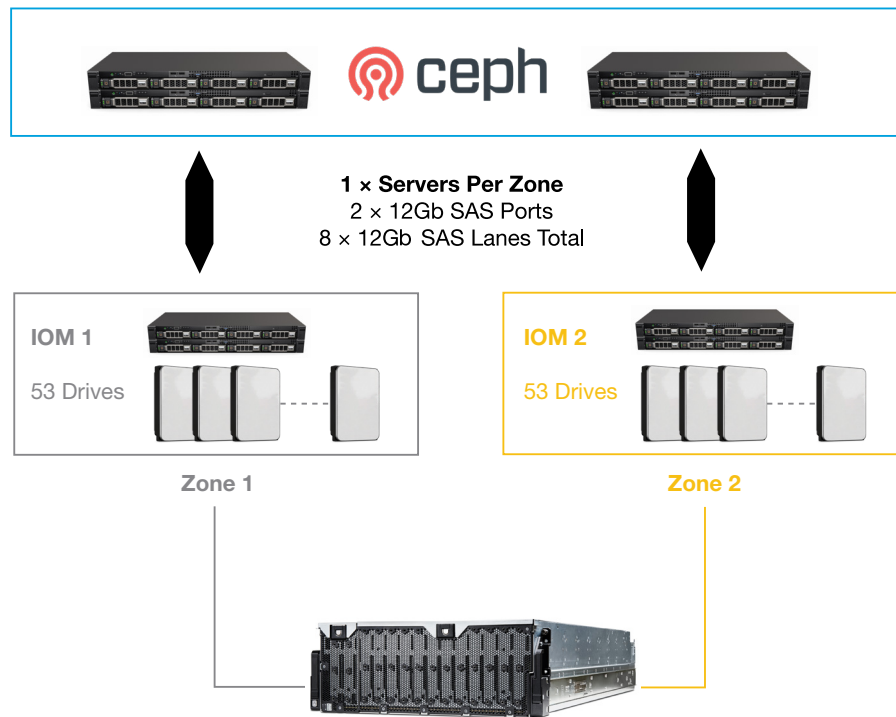 ceph
1 × Servers Per Zone
2 × 12Gb SAS Ports
8 × 12Gb SAS Lanes Total
IOM 1
53 Drives
IOM 2
53 Drives
Zone 1
Zone 2